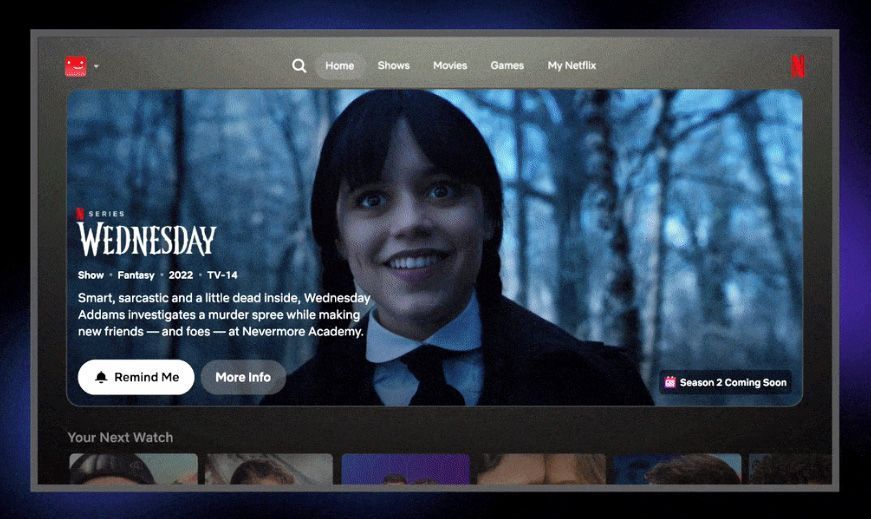 Home Shows Movies Games My Netflix N
N SERIES
WEDNESDAY
Show • Fantasy • 2022 • TV-14
Smart, sarcastic and a little dead inside, Wednesday
Addams investigates a murder spree while making
new friends — and foes — at Nevermore Academy.
Remind Me More Info
Season 2 Coming Soon
Your Next Watch